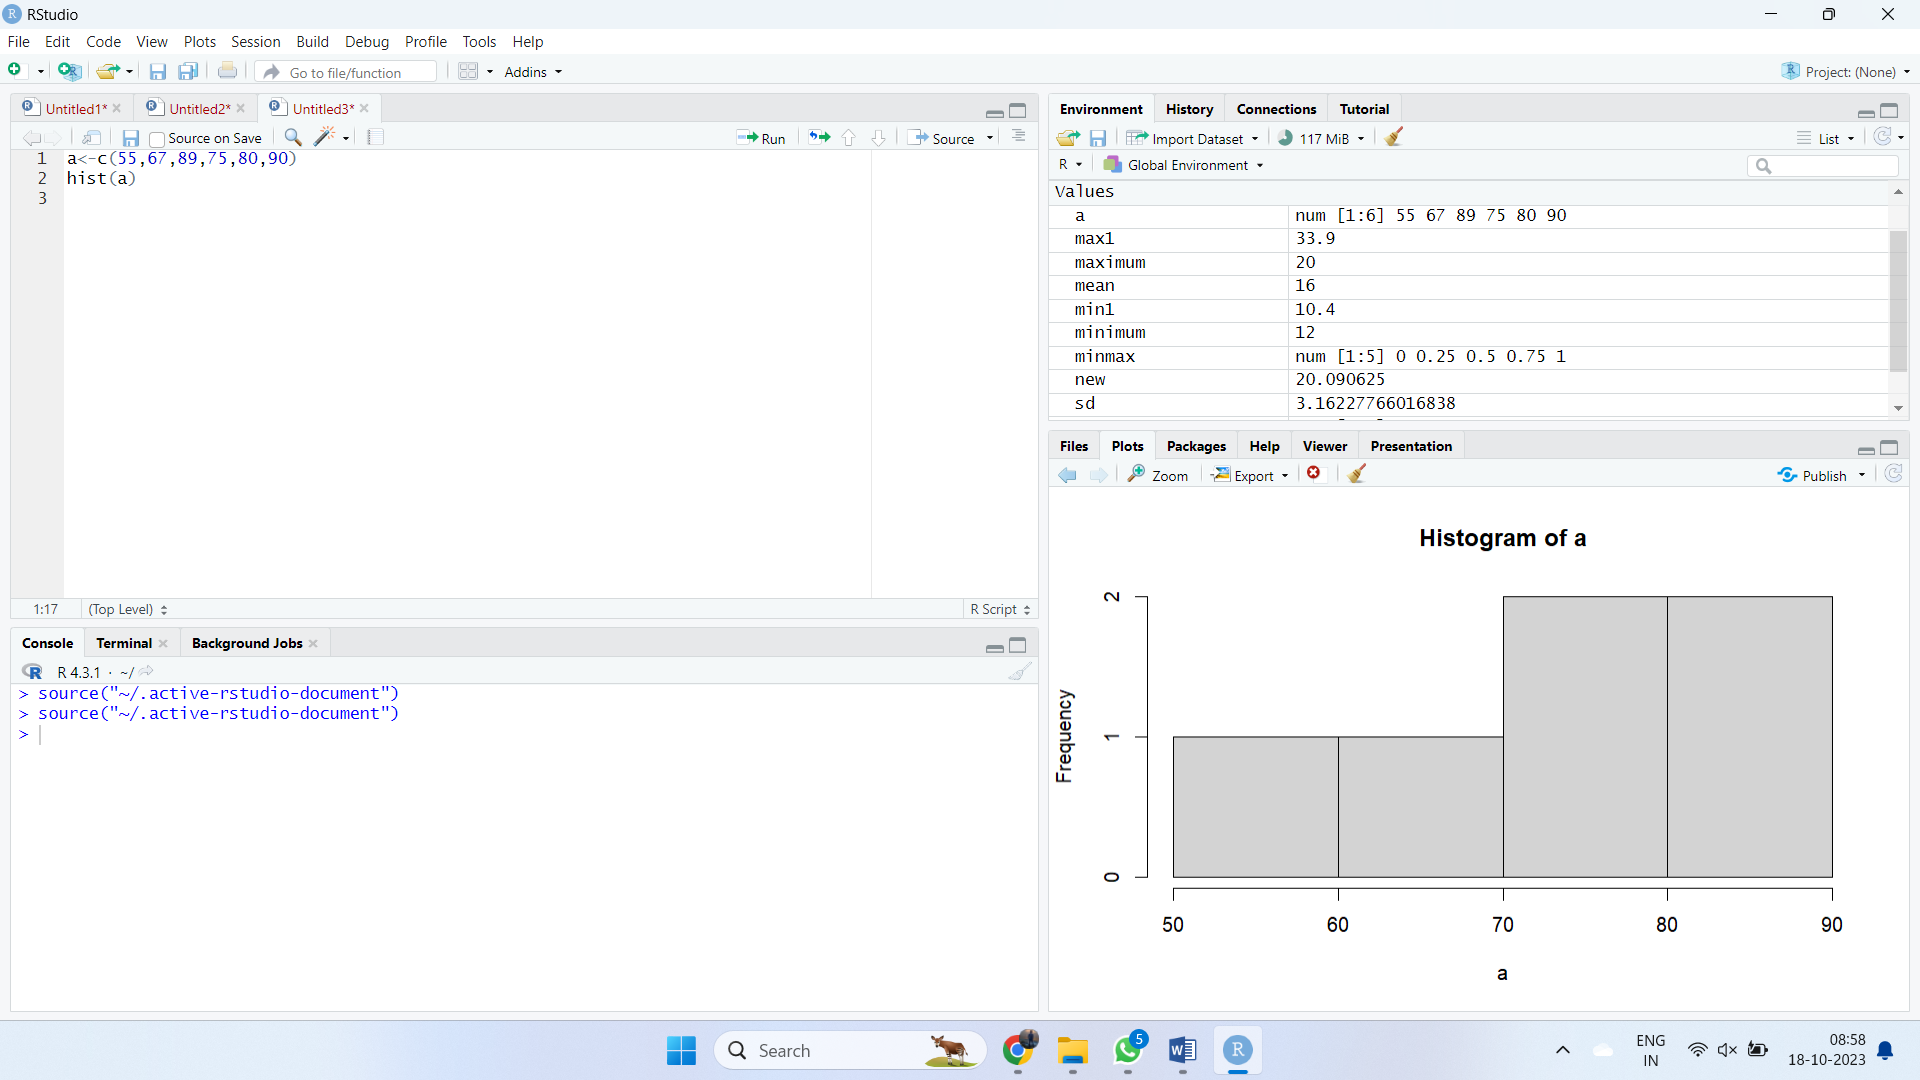 RStudio
File Edit Code View Plots Session Build Debug Profile Tools Help
Go to file/function Addins Project: (None)
Untitled1* Untitled2* Untitled3*
Source on Save Run Source
1 a<-c(55,67,89,75,80,90)
2 hist(a)
3
1:17 (Top Level) R Script
Console Terminal Background Jobs
R 4.3.1 · ~/
> source("~/.active-rstudio-document")
> source("~/.active-rstudio-document")
>
Environment History Connections Tutorial
Import Dataset 117 MiB List
R Global Environment
Values
a num [1:6] 55 67 89 75 80 90
max1 33.9
maximum 20
mean 16
min1 10.4
minimum 12
minmax num [1:5] 0 0.25 0.5 0.75 1
new 20.090625
sd 3.16227766016838
Files Plots Packages Help Viewer Presentation
Zoom Export Publish
Histogram of a
Frequency
2
1
0
50 60 70 80 90
a
Search
5
ENG
IN
08:58
18-10-2023